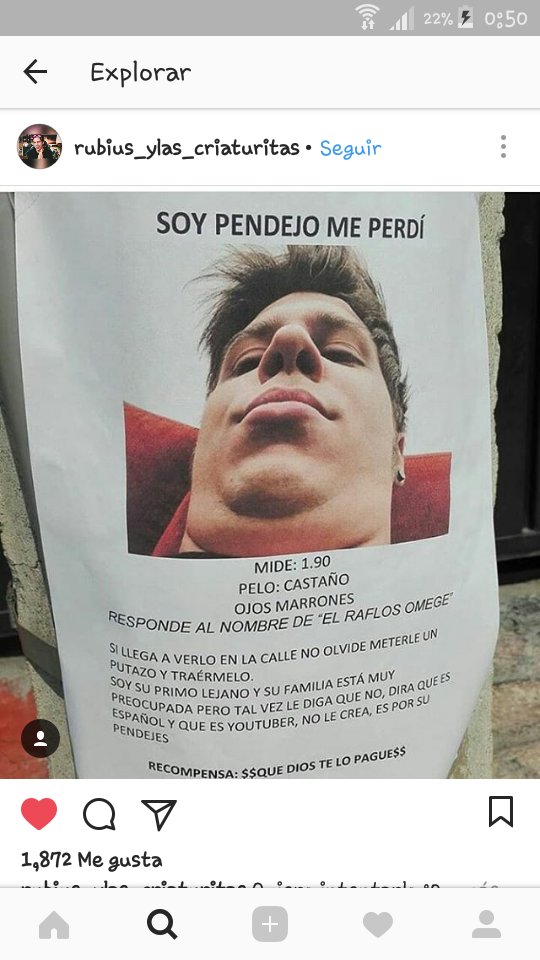 22% 0:50
Explorar
rubius_ylas_criaturitas • Seguir
SOY PENDEJO ME PERDÍ
MIDE: 1.90
PELO: CASTAÑO
OJOS MARRONES
RESPONDE AL NOMBRE DE "EL RAFLOS OMEGE"
SI LLEGA A VERLO EN LA CALLE NO OLVIDE METERLE UN
PUTAZO Y TRAÉRMELO.
SOY SU PRIMO LEJANO Y SU FAMILIA ESTÁ MUY
PREOCUPADA PERO TAL VEZ LE DIGA QUE NO, DIRA QUE ES
ESPAÑOL Y QUE ES YOUTUBER, NO LE CREA, ES POR SU
PENDEJES
RECOMPENSA: $$QUE DIOS TE LO PAGUE$$
1,872 Me gusta
rubius_ylas_criaturitas